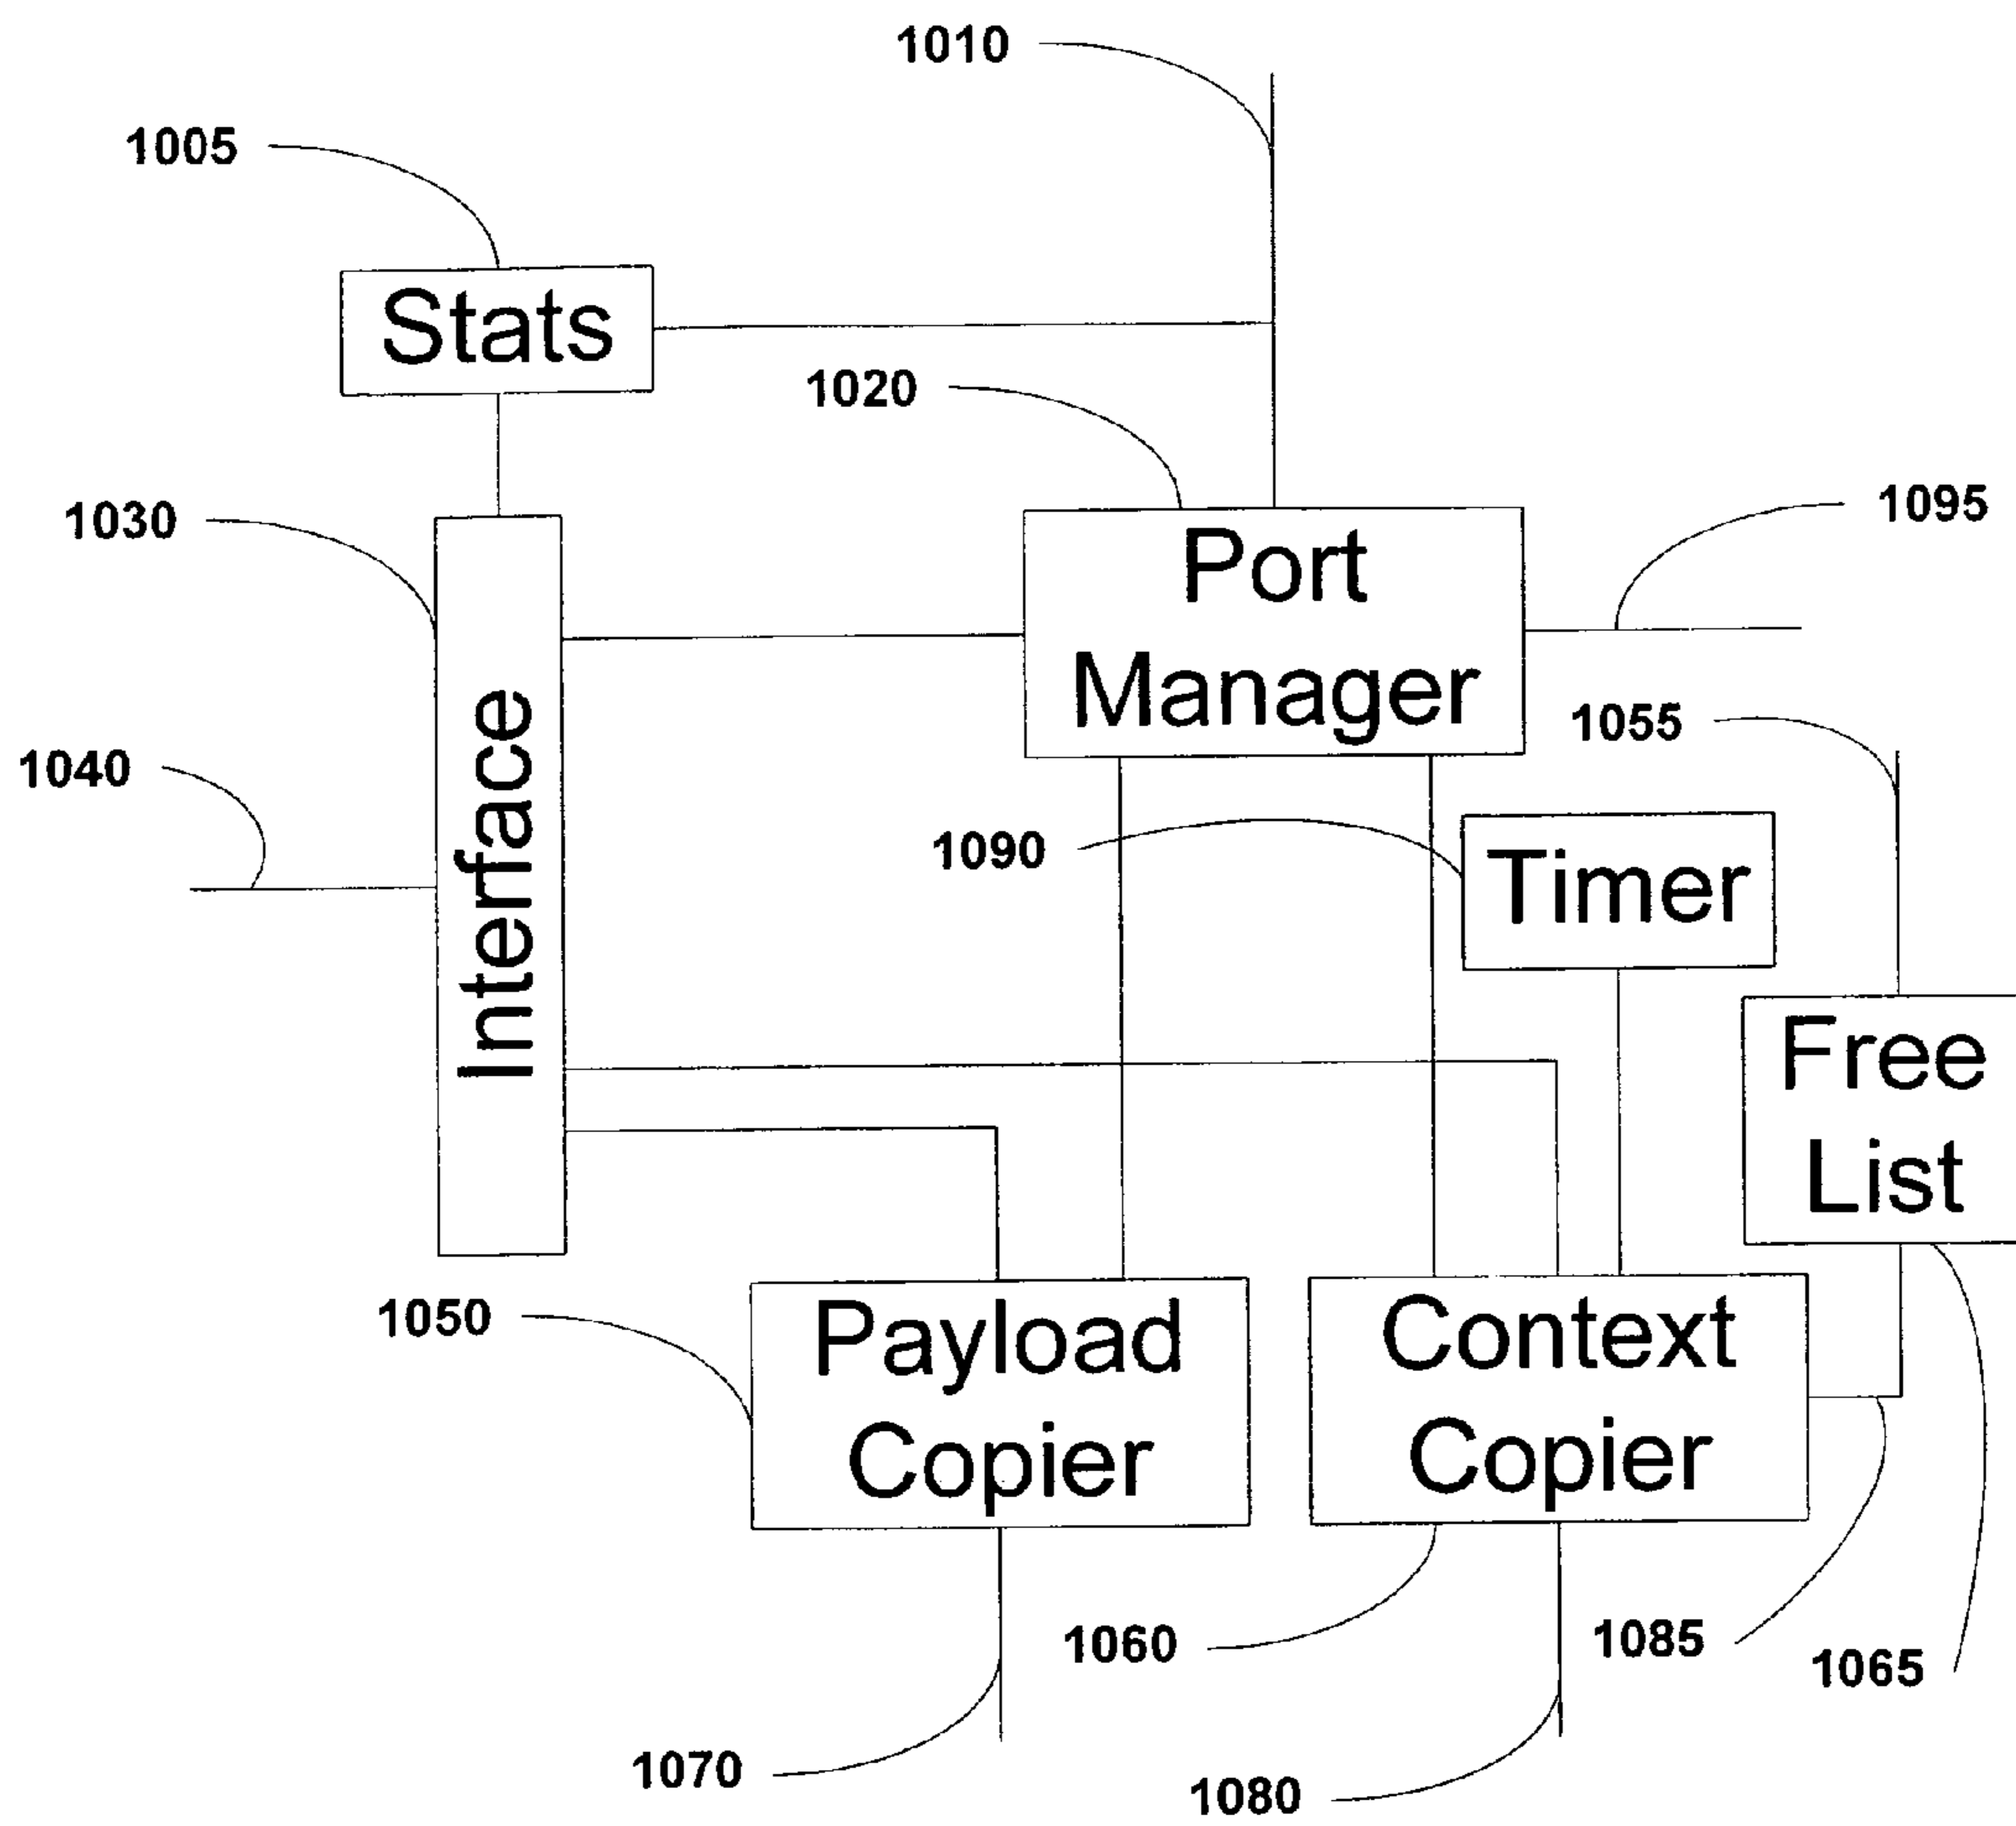 1010
1005
Stats
1020
1030
1095
Port
Manager
1055
1040
1090
Timer
Interface
Free
List
1050
Payload
Copier
Context
Copier
1060
1085
1065
1070
1080